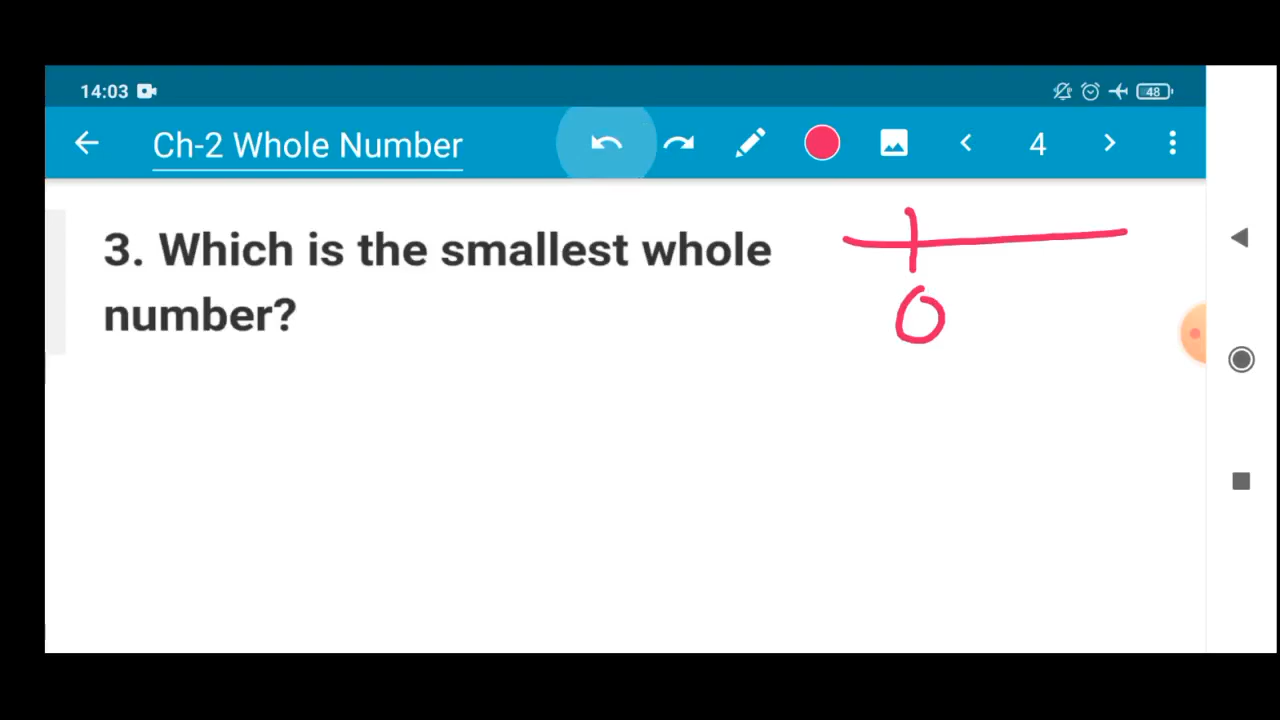 14:03 48
Ch-2 Whole Number 4
3. Which is the smallest whole
number?
0